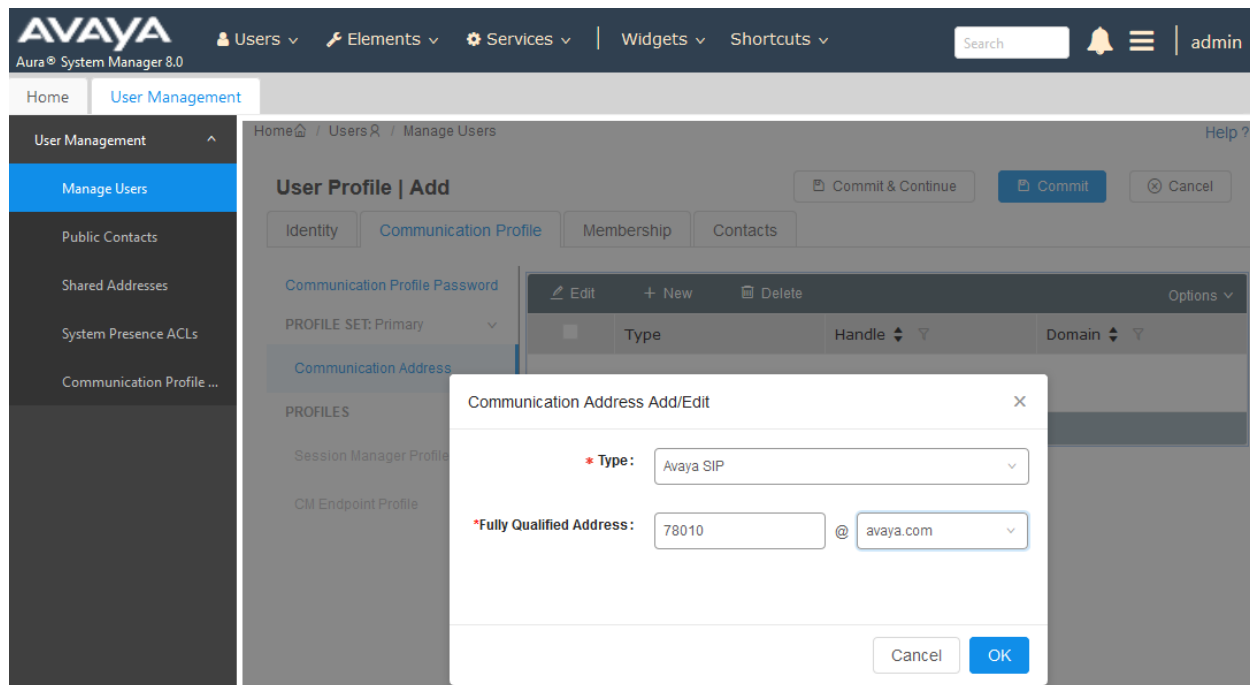 AVAYA
Aura® System Manager 8.0
Users Elements Services | Widgets Shortcuts Search admin
Home User Management
User Management
Manage Users
Public Contacts
Shared Addresses
System Presence ACLs
Communication Profile ...
Home / Users / Manage Users Help ?
User Profile | Add Commit & Continue Commit Cancel
Identity Communication Profile Membership Contacts
Communication Profile Password
PROFILE SET: Primary
Communication Address
PROFILES
Session Manager Profile
CM Endpoint Profile
Edit + New Delete Options
Type Handle Domain
Communication Address Add/Edit
* Type: Avaya SIP
*Fully Qualified Address: 78010 @ avaya.com
Cancel OK